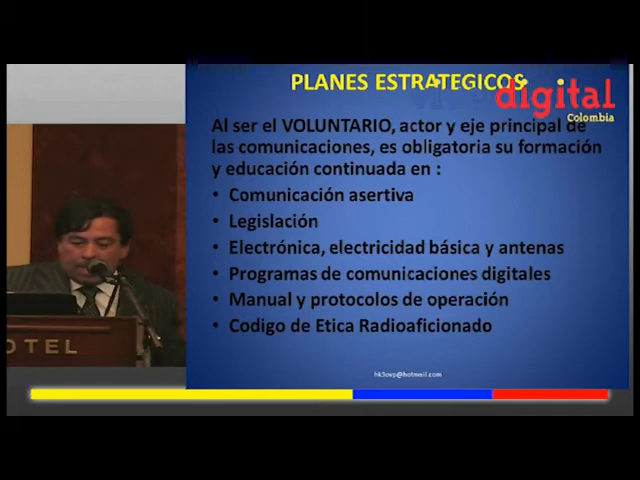 PLANES ESTRATEGICOS
digital
Colombia
Al ser el VOLUNTARIO, actor y eje principal de
las comunicaciones, es obligatoria su formación
y educación continuada en :
• Comunicación asertiva
• Legislación
• Electrónica, electricidad básica y antenas
• Programas de comunicaciones digitales
• Manual y protocolos de operación
• Codigo de Etica Radioaficionado
OTEL